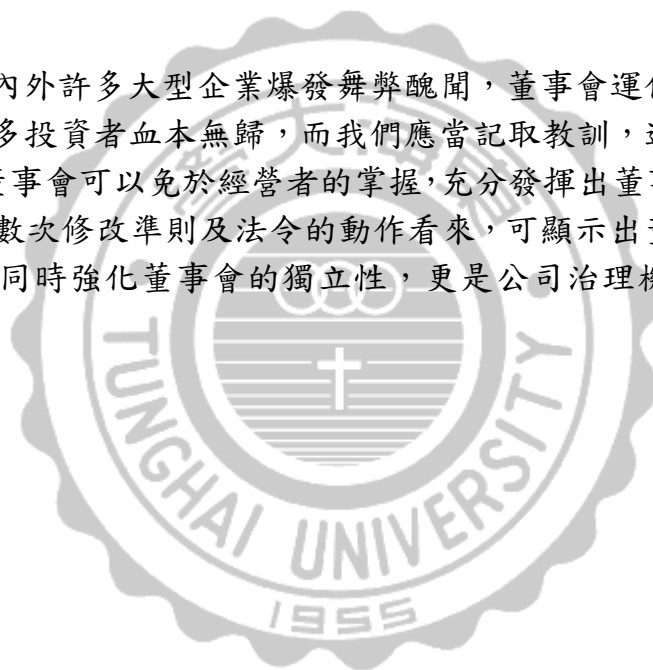 內外許多大型企業爆發舞弊醜聞，董事會運
多投資者血本無歸，而我們應當記取教訓，
董事會可以免於經營者的掌握，充分發揮出董
數次修改準則及法令的動作看來，可顯示出
同時強化董事會的獨立性，更是公司治理
大海
TUNGHAI UNIVERSITY
1955